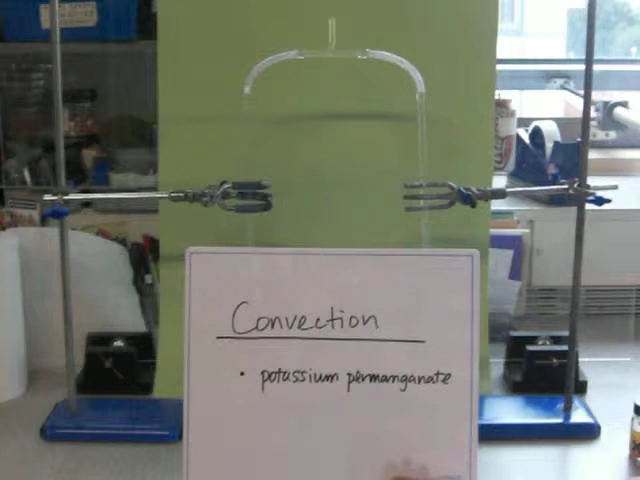 Convection
• potassium permanganate